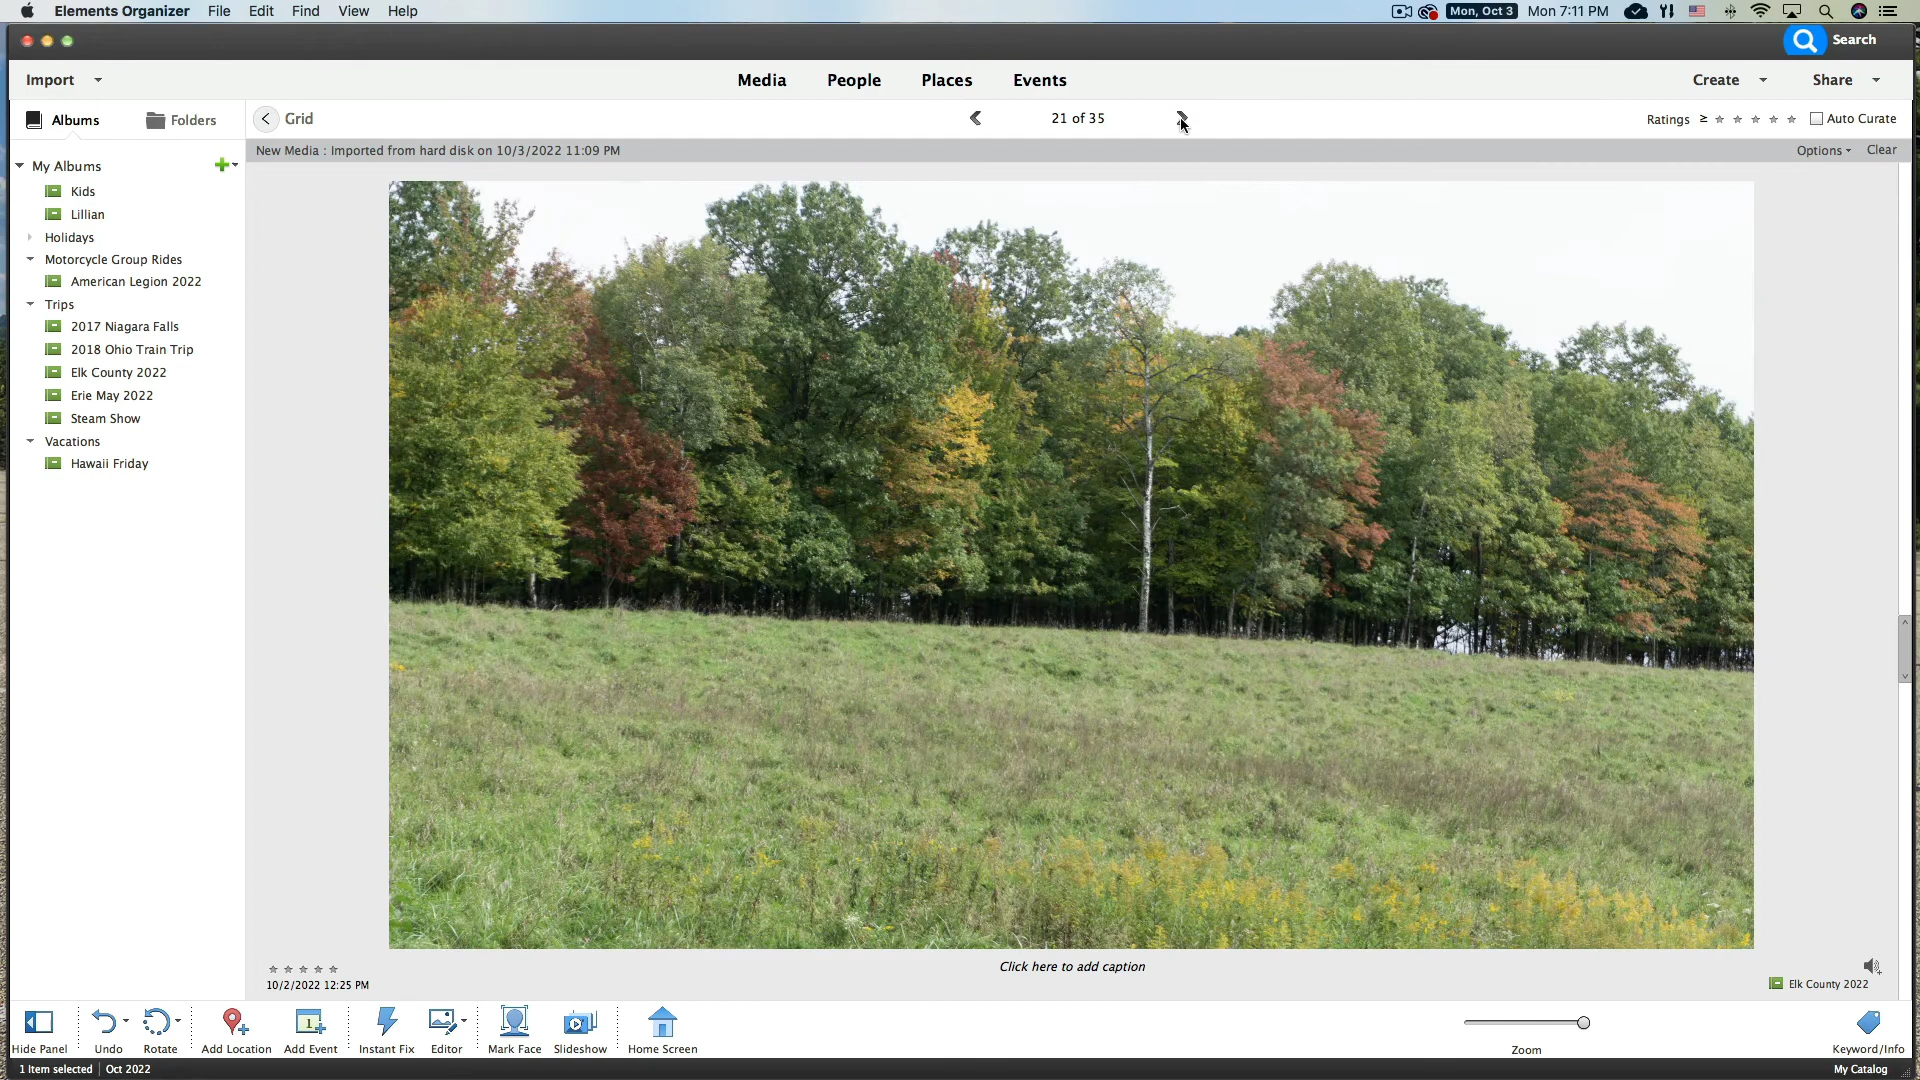 Elements Organizer File Edit Find View Help Mon, Oct 3 Mon 7:11 PM
Search
Import Media People Places Events Create Share
Albums Folders Grid 21 of 35 Ratings ≥ Auto Curate
New Media : Imported from hard disk on 10/3/2022 11:09 PM Options Clear
My Albums
Kids
Lillian
Holidays
Motorcycle Group Rides
American Legion 2022
Trips
2017 Niagara Falls
2018 Ohio Train Trip
Elk County 2022
Erie May 2022
Steam Show
Vacations
Hawaii Friday
Click here to add caption
10/2/2022 12:25 PM Elk County 2022
1
Hide Panel Undo Rotate Add Location Add Event Instant Fix Editor Mark Face Slideshow Home Screen Zoom Keyword/Info
1 Item selected Oct 2022 My Catalog